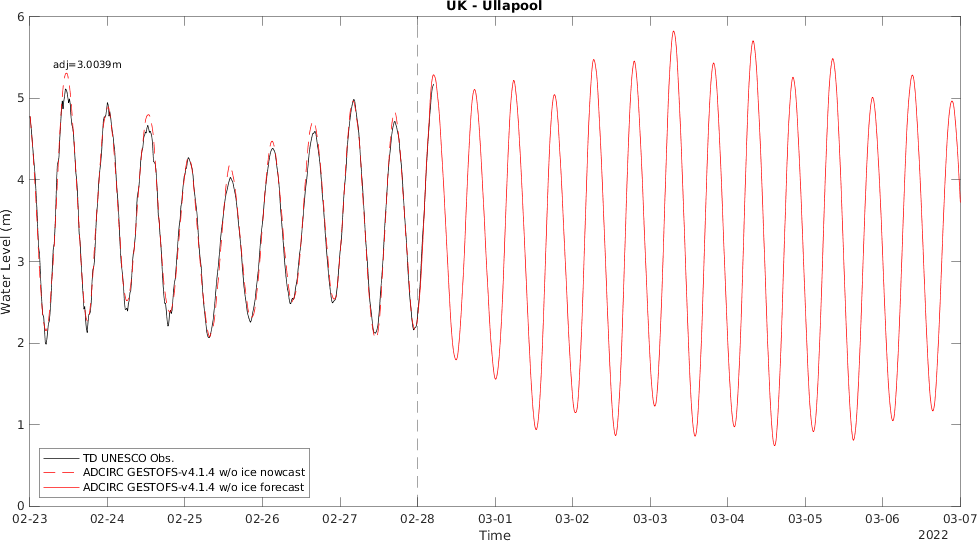 UK - Ullapool
6
adj=3.0039m
5
4
3
2
1
0
Water Level (m)
TD UNESCO Obs.
ADCIRC GESTOFS-v4.1.4 w/o ice nowcast
ADCIRC GESTOFS-v4.1.4 w/o ice forecast
02-23 02-24 02-25 02-26 02-27 02-28 03-01 03-02 03-03 03-04 03-05 03-06 03-07
Time
2022